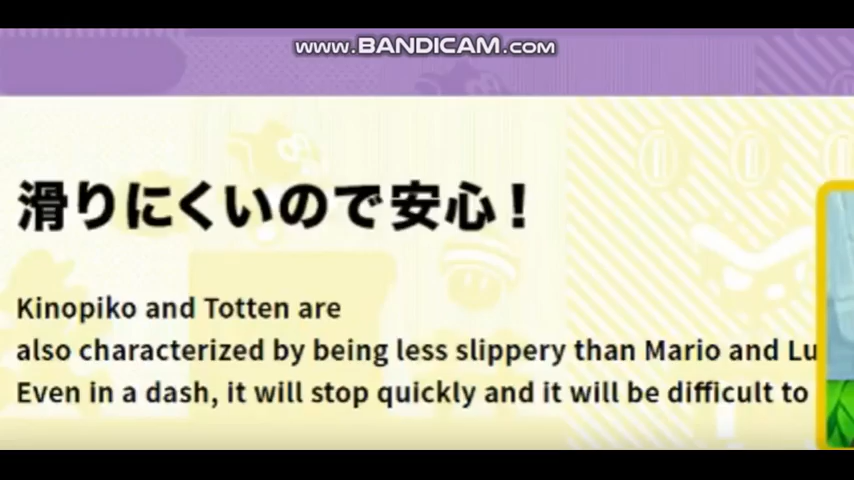 www.BANDICAM.com
滑りにくいので安心！
Kinopiko and Totten are
also characterized by being less slippery than Mario and Lu
Even in a dash, it will stop quickly and it will be difficult to